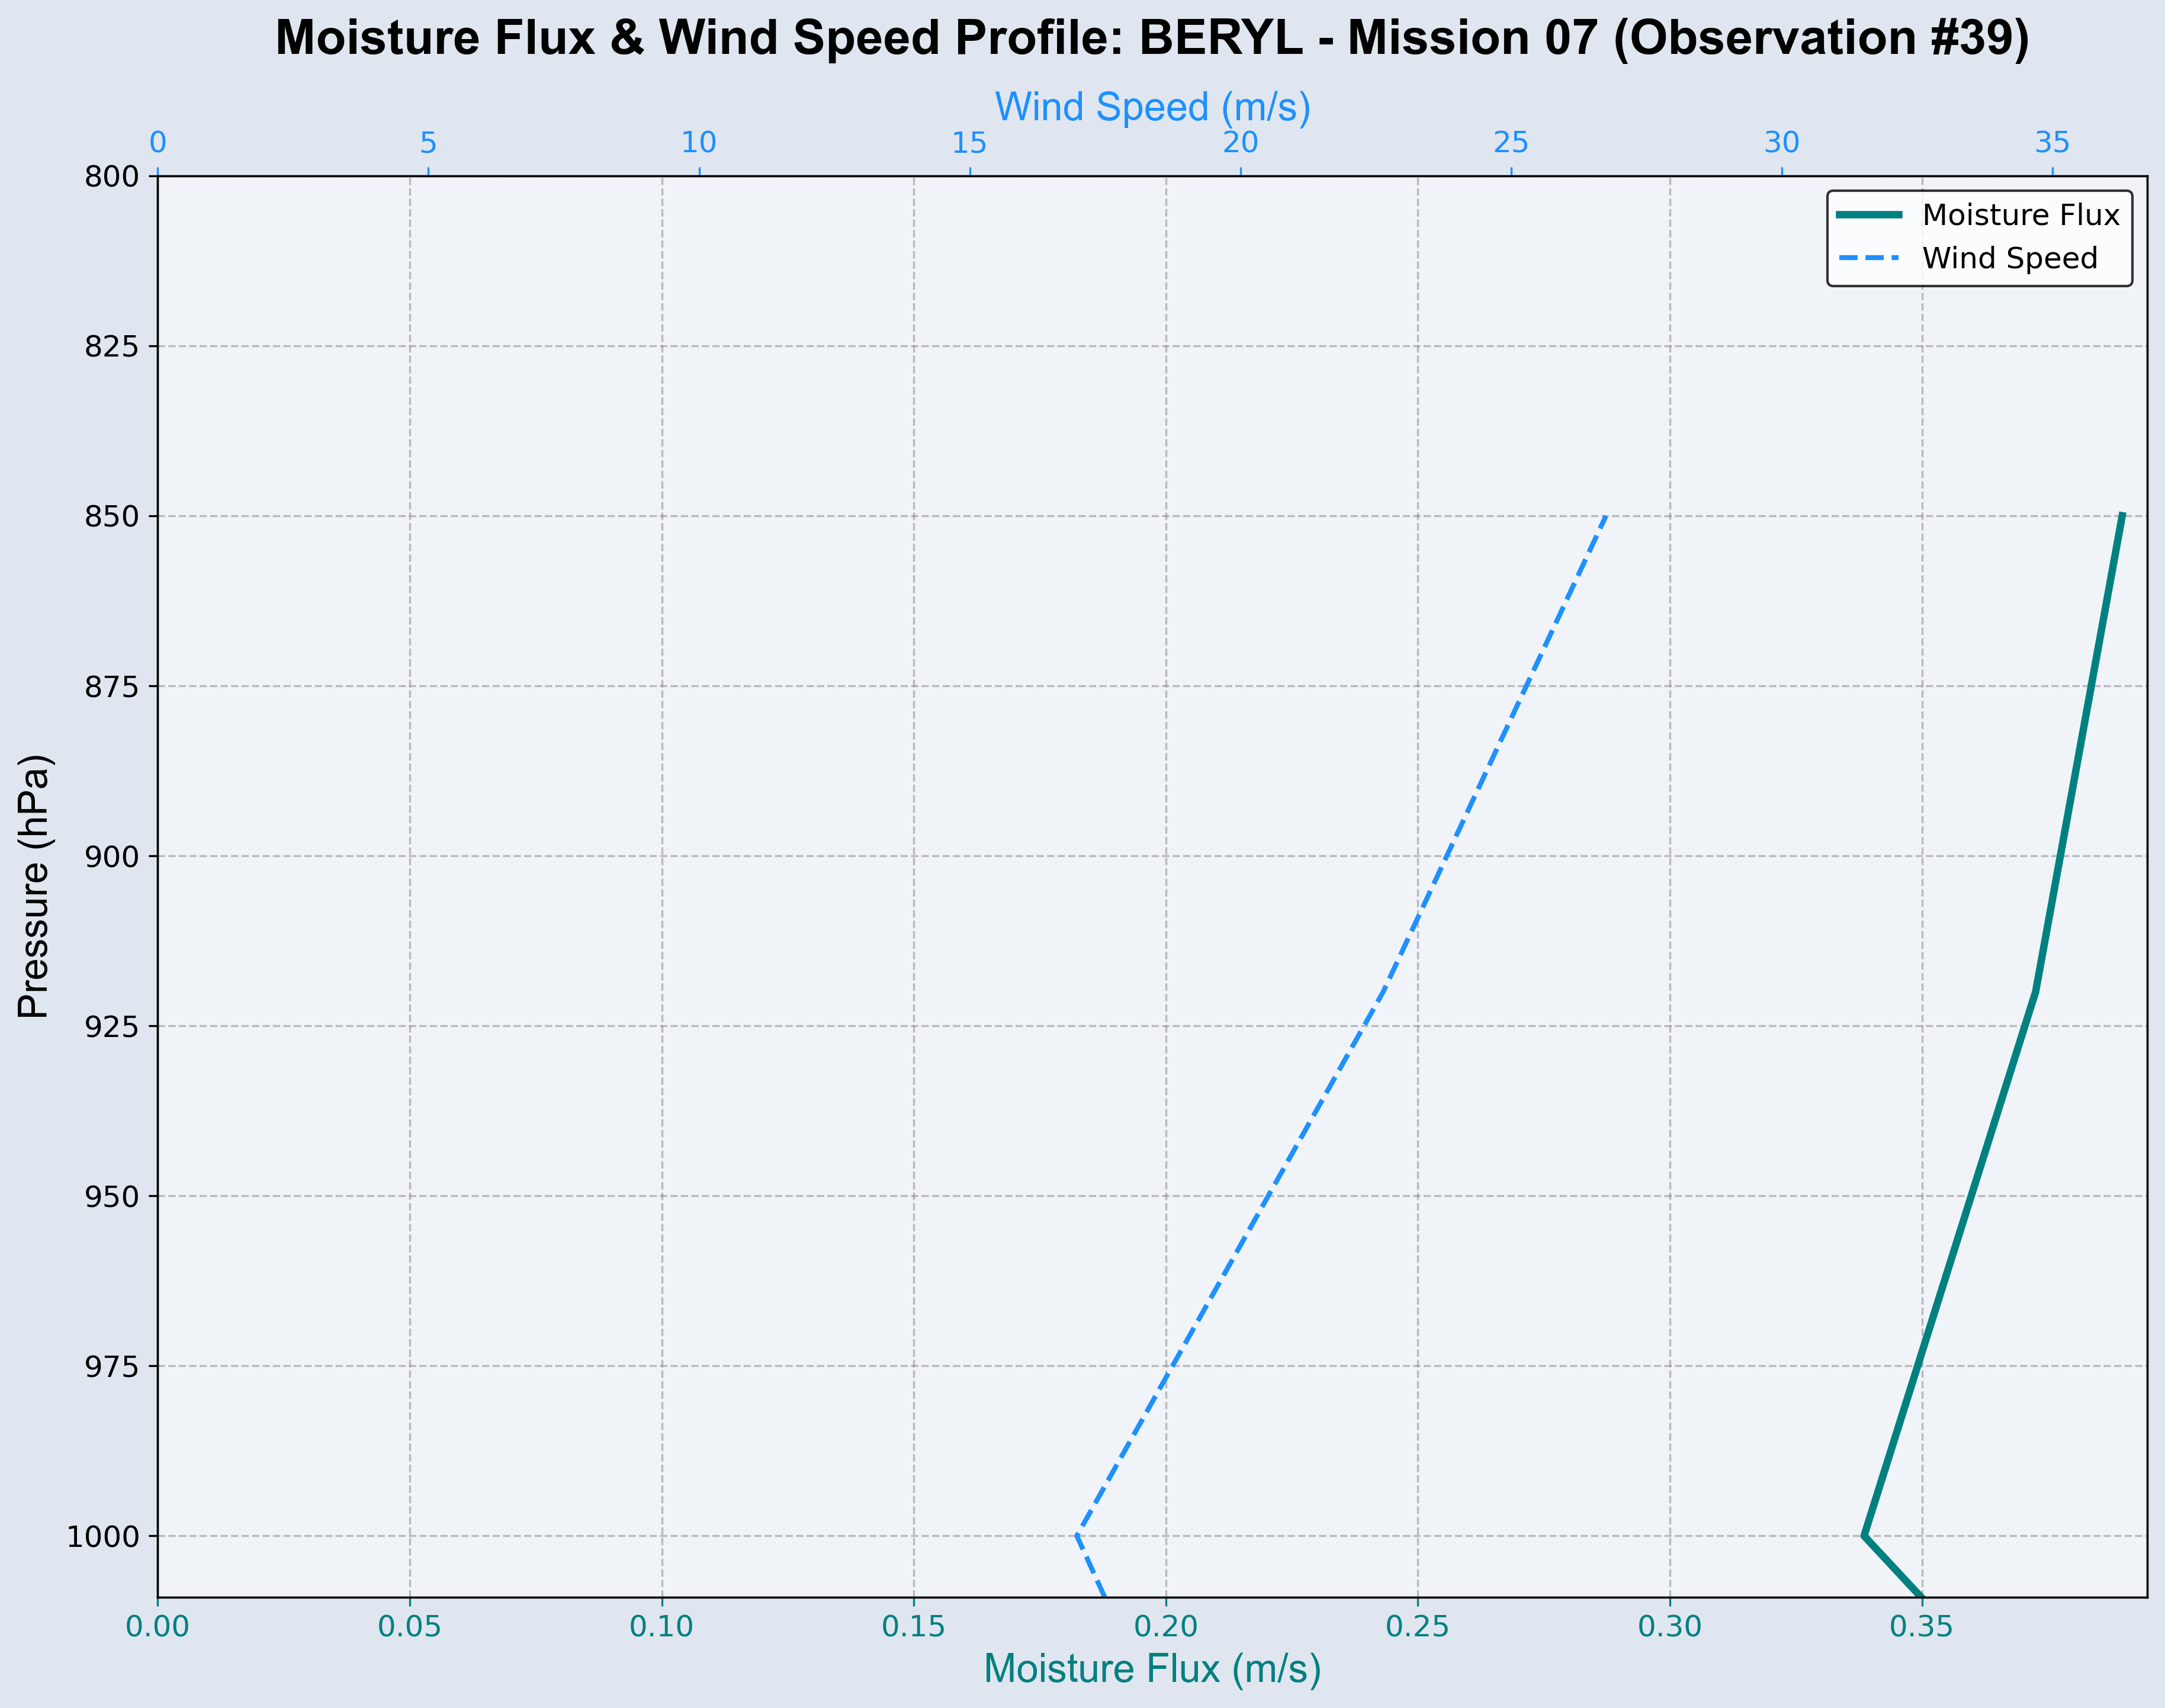 Moisture Flux & Wind Speed Profile: BERYL - Mission 07 (Observation #39)
Wind Speed (m/s)
0 5 10 15 20 25 30 35
Moisture Flux
Wind Speed
Pressure (hPa)
800
825
850
875
900
925
950
975
1000
0.00 0.05 0.10 0.15 0.20 0.25 0.30 0.35
Moisture Flux (m/s)